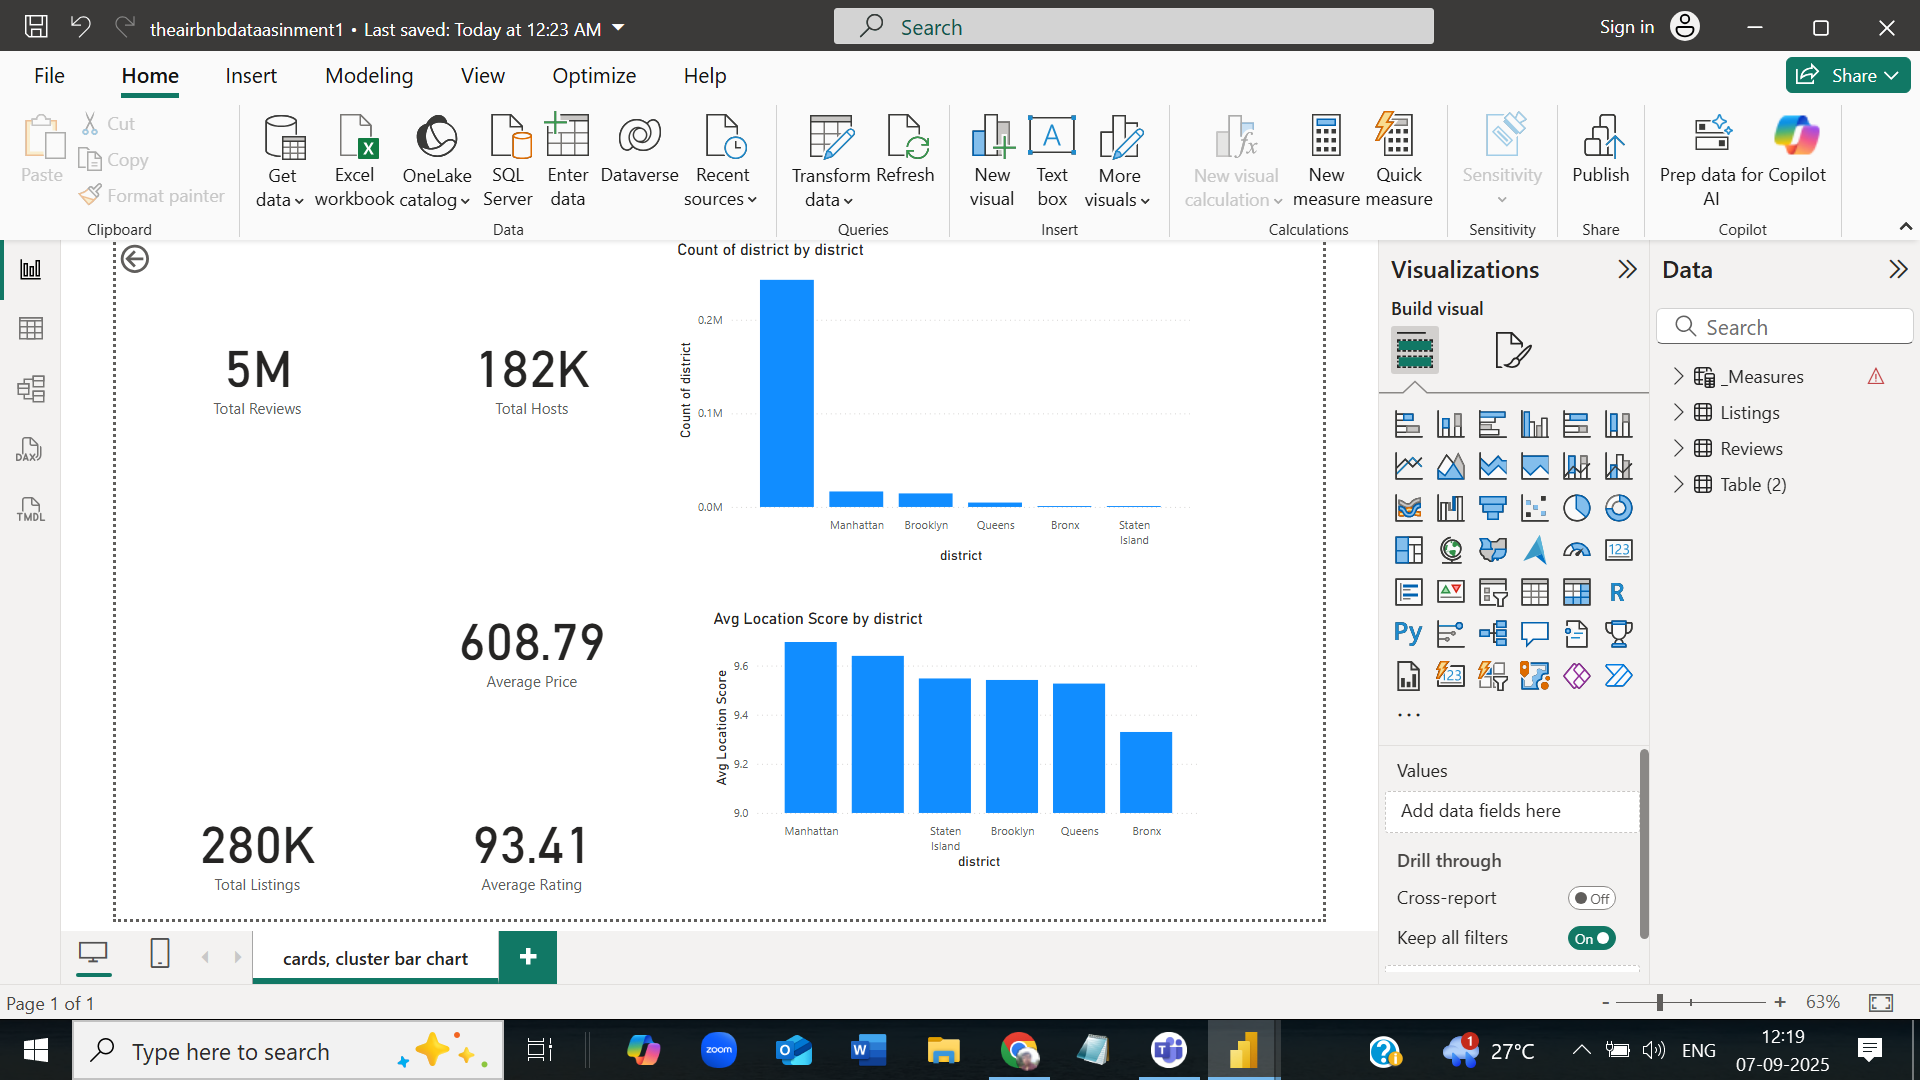 theairbnbdataasinment1 • Last saved: Today at 12:23 AM
Search
Sign in
File
Home
Insert
Modeling
View
Optimize
Help
Share
Paste
Cut
Copy
Format painter
Clipboard
Get data
Excel workbook
OneLake catalog
SQL Server
Enter data
Dataverse
Recent sources
Data
Transform data
Refresh
Queries
New visual
Text box
More visuals
Insert
New visual calculation
New measure
Quick measure
Calculations
Sensitivity
Sensitivity
Publish
Share
Prep data for AI
Copilot
Copilot
DAX
TMDL
5M
Total Reviews
182K
Total Hosts
608.79
Average Price
280K
Total Listings
93.41
Average Rating
Count of district by district
Count of district
0.2M
0.1M
0.0M
Manhattan
Brooklyn
Queens
Bronx
Staten
Island
district
Avg Location Score by district
Avg Location Score
9.6
9.4
9.2
9.0
Manhattan
Staten
Island
Brooklyn
Queens
Bronx
district
Visualizations
Build visual
123
R
Py
123
Values
Add data fields here
Drill through
Cross-report
Off
Keep all filters
On
Data
Search
_Measures
Listings
Reviews
Table (2)
cards, cluster bar chart
Page 1 of 1
- + 63%
Type here to search
zoom
1
27°C
ENG
12:19
07-09-2025